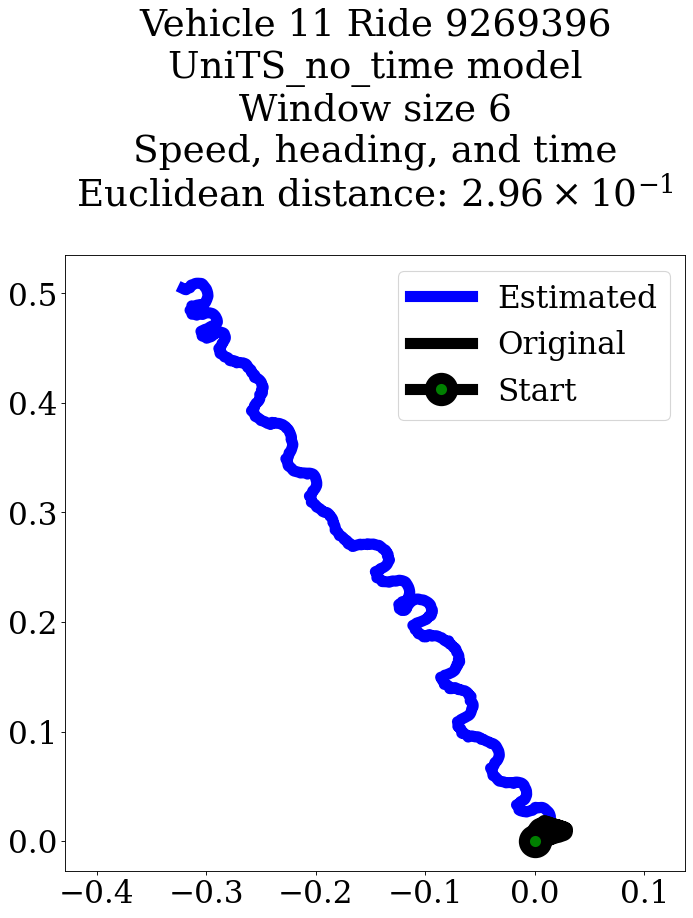 Vehicle 11 Ride 9269396
UniTS_no_time model
Window size 6
Speed, heading, and time
Euclidean distance: $2.96 \times 10^{-1}$
Estimated
Original
Start
0.5
0.4
0.3
0.2
0.1
0.0
−0.4 −0.3 −0.2 −0.1 0.0 0.1